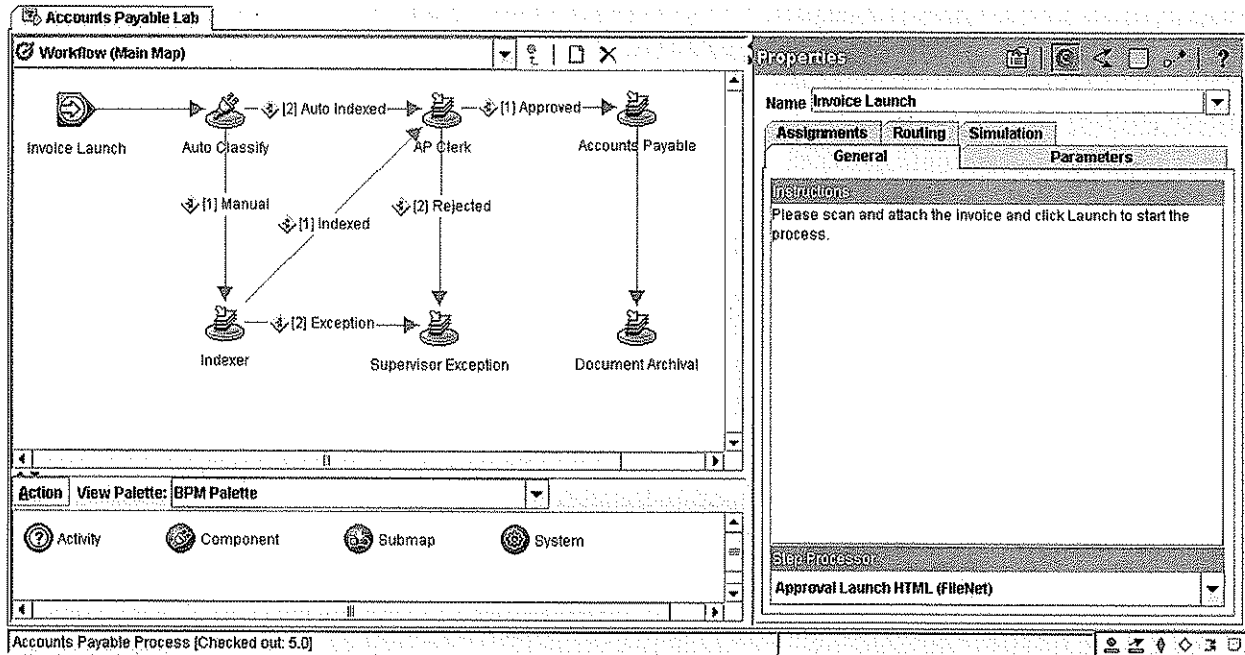 Accounts Payable Lab
Workflow (Main Map)
Invoice Launch
Auto Classify
[2] Auto Indexed
AP Clerk
[1] Approved
Accounts Payable
[1] Manual
[1] Indexed
[2] Rejected
Indexer
[2] Exception
Supervisor Exception
Document Archival
Action View Palette: BPM Palette
Activity
Component
Submap
System
Accounts Payable Process [Checked out: 5.0]
Properties
?
Name Invoice Launch
Assignments Routing Simulation
General Parameters
Instructions
Please scan and attach the invoice and click Launch to start the
process.
Step Processor
Approval Launch HTML (FileNet)